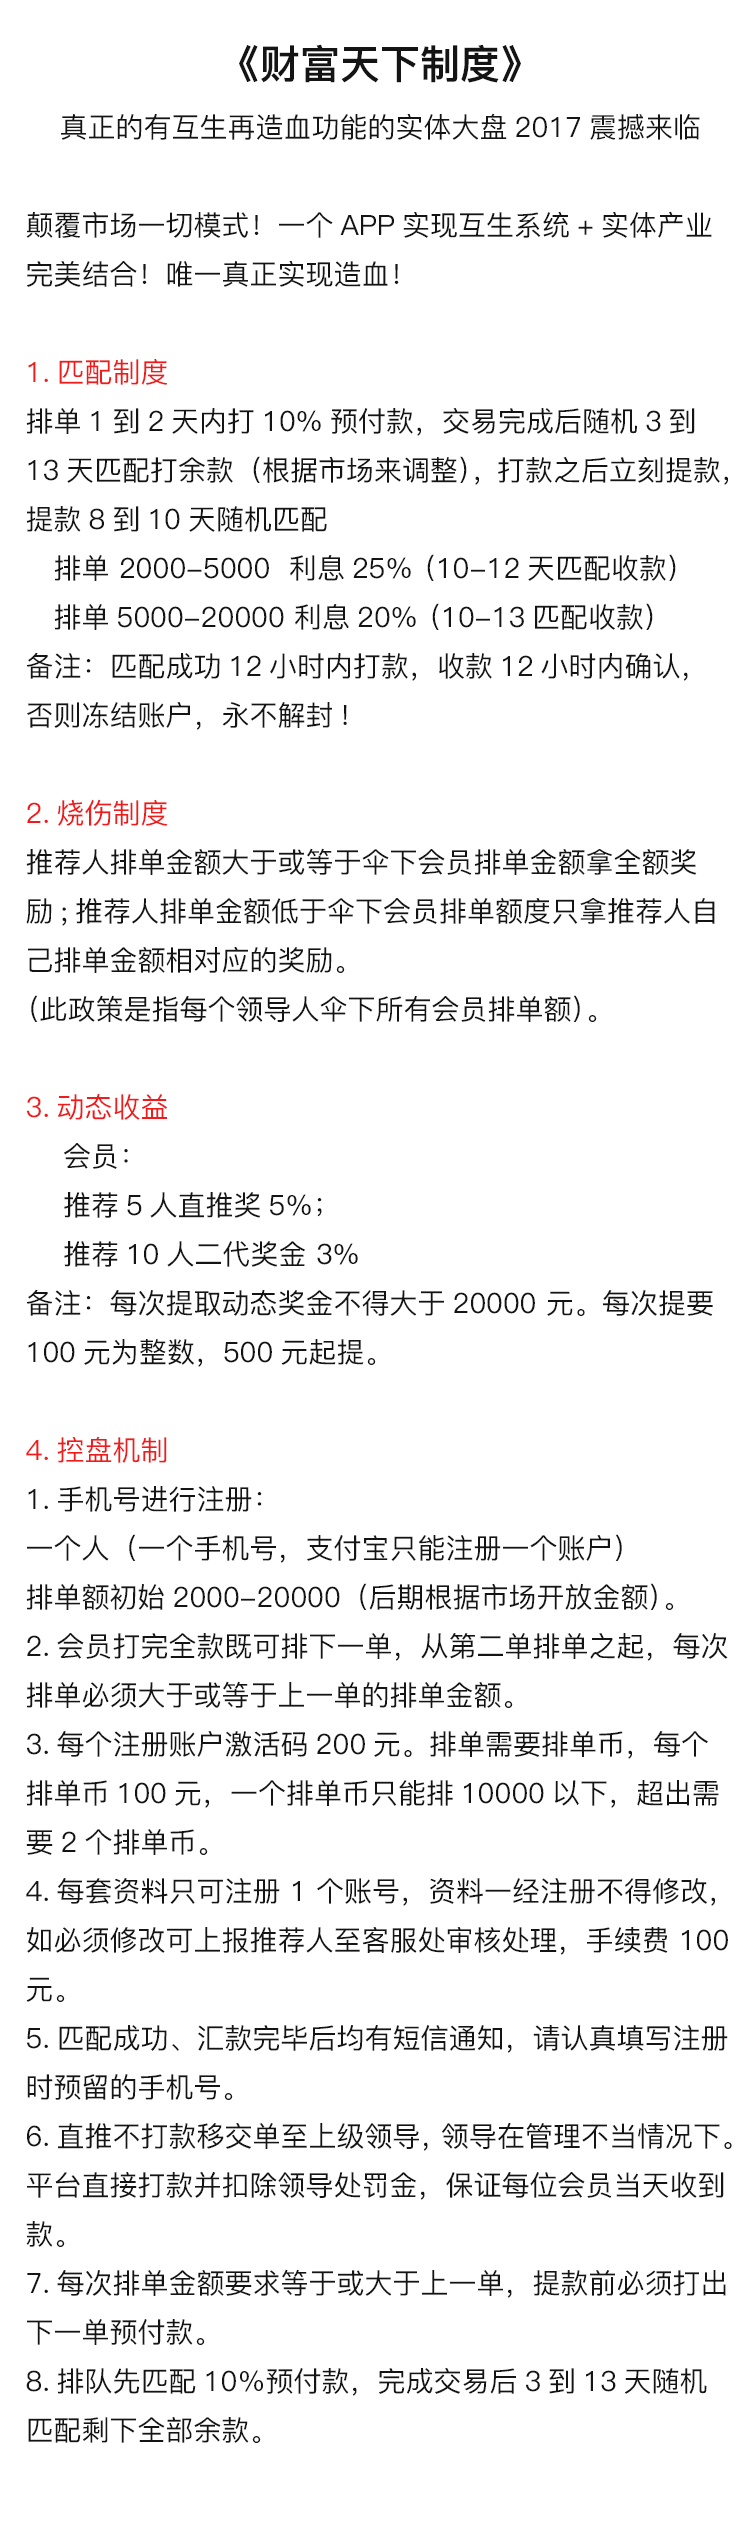 《财富天下制度》
真正的有互生再造血功能的实体大盘 2017 震撼来临
颠覆市场一切模式！一个 APP 实现互生系统 + 实体产业
完美结合！唯一真正实现造血！
1. 匹配制度
排单 1 到 2 天内打 10% 预付款，交易完成后随机 3 到
13 天匹配打余款（根据市场来调整），打款之后立刻提款，
提款 8 到 10 天随机匹配
排单 2000-5000 利息 25%（10-12 天匹配收款）
排单 5000-20000 利息 20%（10-13 匹配收款）
备注：匹配成功 12 小时内打款，收款 12 小时内确认，
否则冻结账户，永不解封 !
2. 烧伤制度
推荐人排单金额大于或等于伞下会员排单金额拿全额奖
励 ; 推荐人排单金额低于伞下会员排单额度只拿推荐人自
己排单金额相对应的奖励。
（此政策是指每个领导人伞下所有会员排单额）。
3. 动态收益
会员：
推荐 5 人直推奖 5%；
推荐 10 人二代奖金 3%
备注：每次提取动态奖金不得大于 20000 元。每次提要
100 元为整数，500 元起提。
4. 控盘机制
1. 手机号进行注册：
一个人（一个手机号，支付宝只能注册一个账户）
排单额初始 2000-20000（后期根据市场开放金额）。
2. 会员打完全款既可排下一单，从第二单排单之起，每次
排单必须大于或等于上一单的排单金额。
3. 每个注册账户激活码 200 元。排单需要排单币，每个
排单币 100 元，一个排单币只能排 10000 以下，超出需
要 2 个排单币。
4. 每套资料只可注册 1 个账号，资料一经注册不得修改，
如必须修改可上报推荐人至客服处审核处理，手续费 100
元。
5. 匹配成功、汇款完毕后均有短信通知，请认真填写注册
时预留的手机号。
6. 直推不打款移交单至上级领导，领导在管理不当情况下。
平台直接打款并扣除领导处罚金，保证每位会员当天收到
款。
7. 每次排单金额要求等于或大于上一单，提款前必须打出
下一单预付款。
8. 排队先匹配 10%预付款，完成交易后 3 到 13 天随机
匹配剩下全部余款。